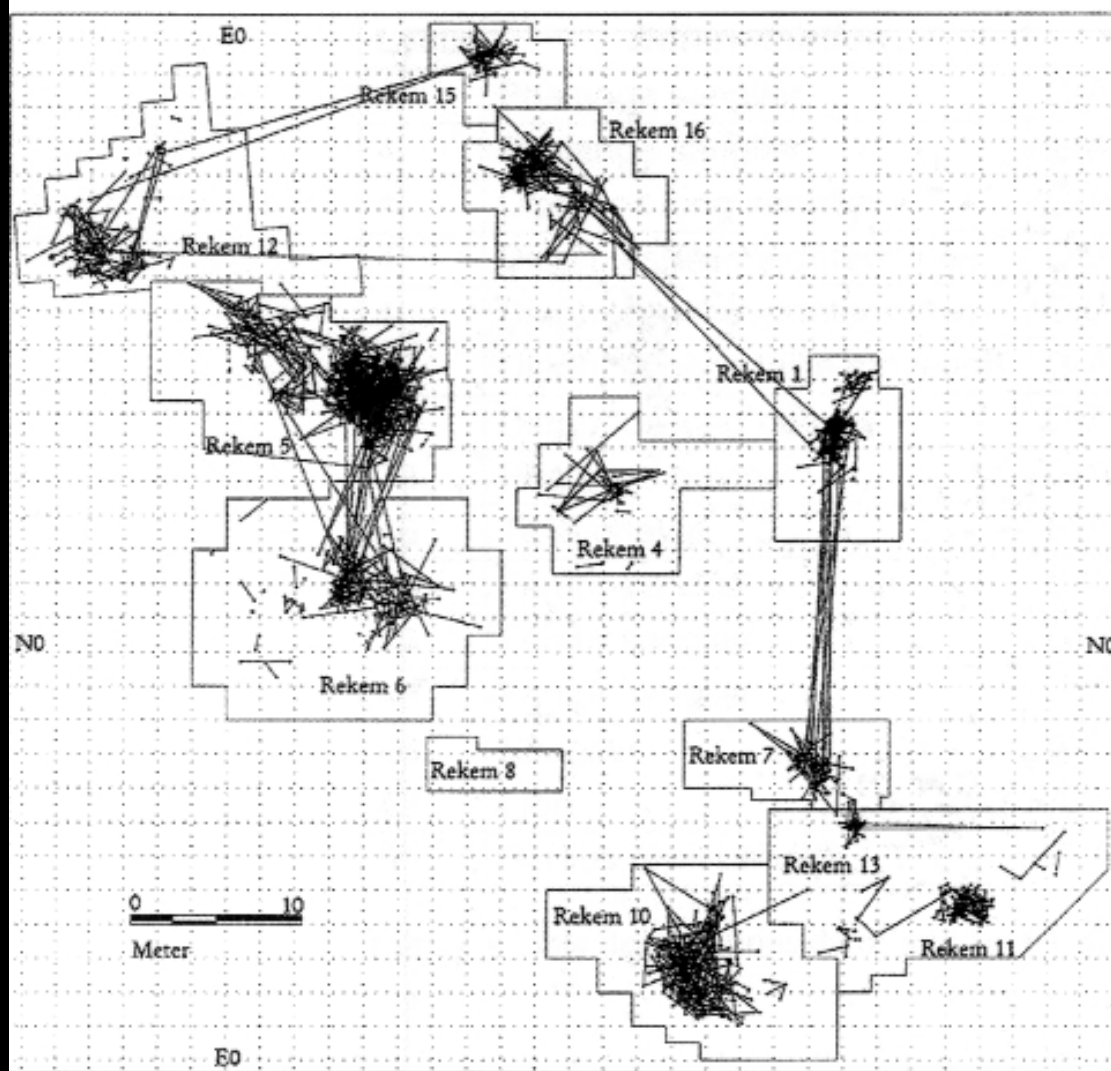 E0
Rekem 15
Rekem 16
Rekem 12
Rekem 1
Rekem 5
Rekem 4
N0
N0
Rekem 6
Rekem 7
Rekem 8
Rekem 13
0 10
Rekem 10
Meter
Rekem 11
E0